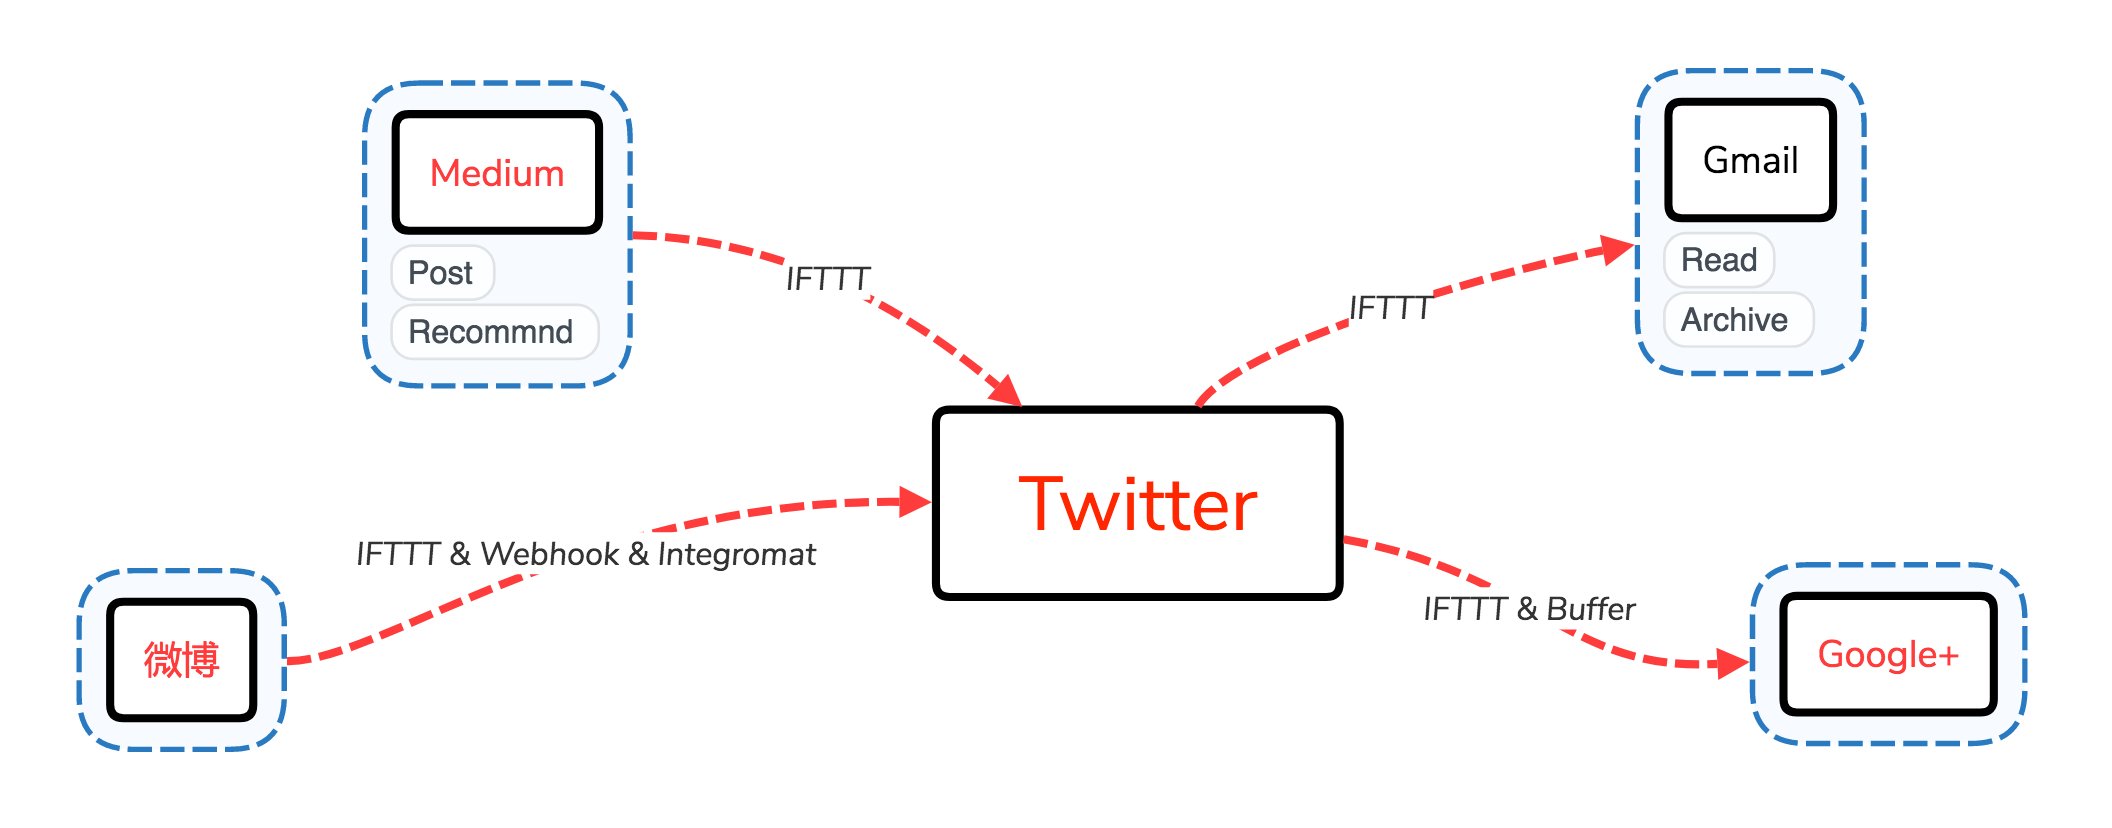 Medium
Post
Recommnd
IFTTT
Gmail
Read
Archive
IFTTT
Twitter
IFTTT & Webhook & Integromat
微博
IFTTT & Buffer
Google+